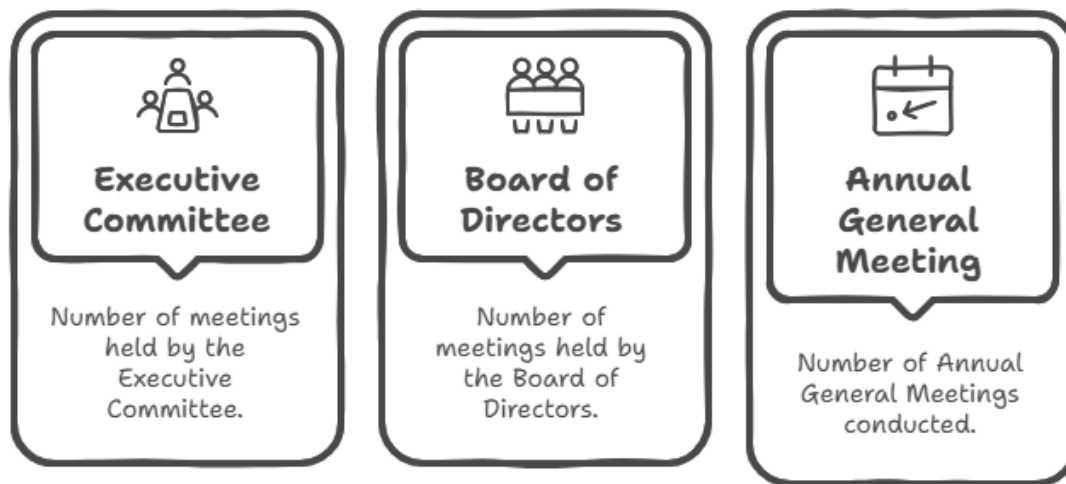 Executive
Committee
Number of meetings
held by the
Executive
Committee.
Board of
Directors
Number of
meetings held by
the Board of
Directors.
Annual
General
Meeting
Number of Annual
General Meetings
conducted.